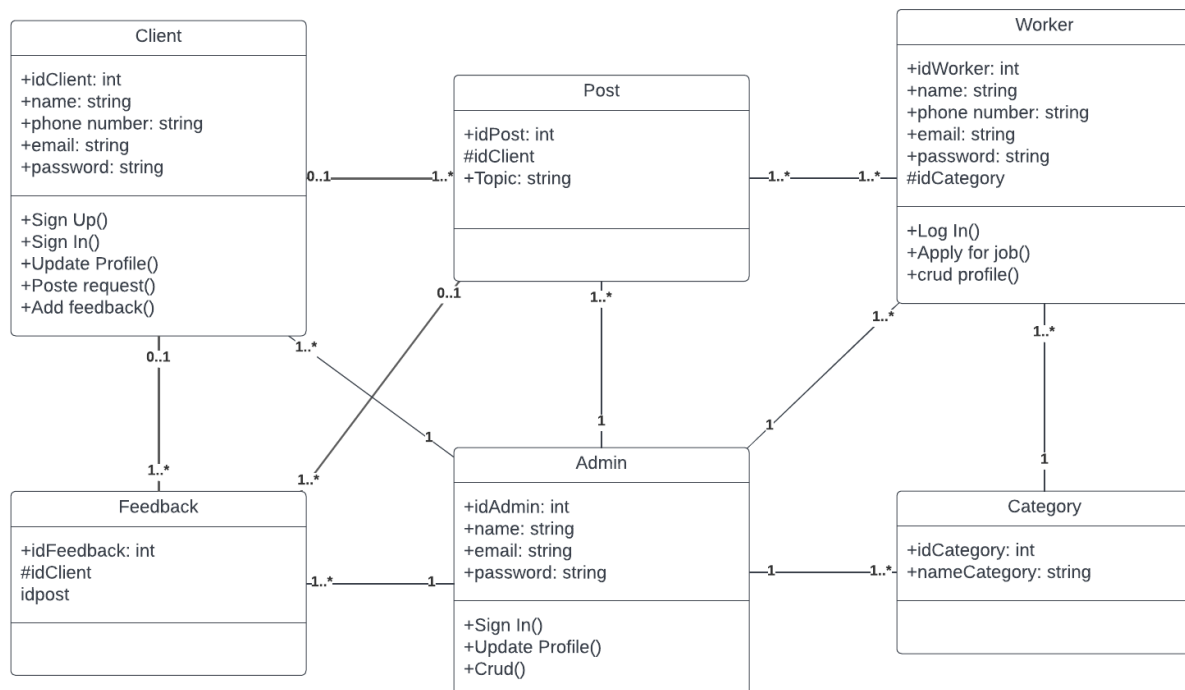 Client
+idClient: int
+name: string
+phone number: string
+email: string
+password: string
+Sign Up()
+Sign In()
+Update Profile()
+Poste request()
+Add feedback()
Post
+idPost: int
#idClient
+Topic: string
Worker
+idWorker: int
+name: string
+phone number: string
+email: string
+password: string
#idCategory
+Log In()
+Apply for job()
+crud profile()
0..1
1..*
1..*
1..*
0..1
1..*
1..*
1..*
0..1
1..*
1
1
1
1..*
1..*
1
Feedback
+idFeedback: int
#idClient
idpost
1..*
1
Admin
+idAdmin: int
+name: string
+email: string
+password: string
+Sign In()
+Update Profile()
+Crud()
1
1..*
Category
+idCategory: int
+nameCategory: string